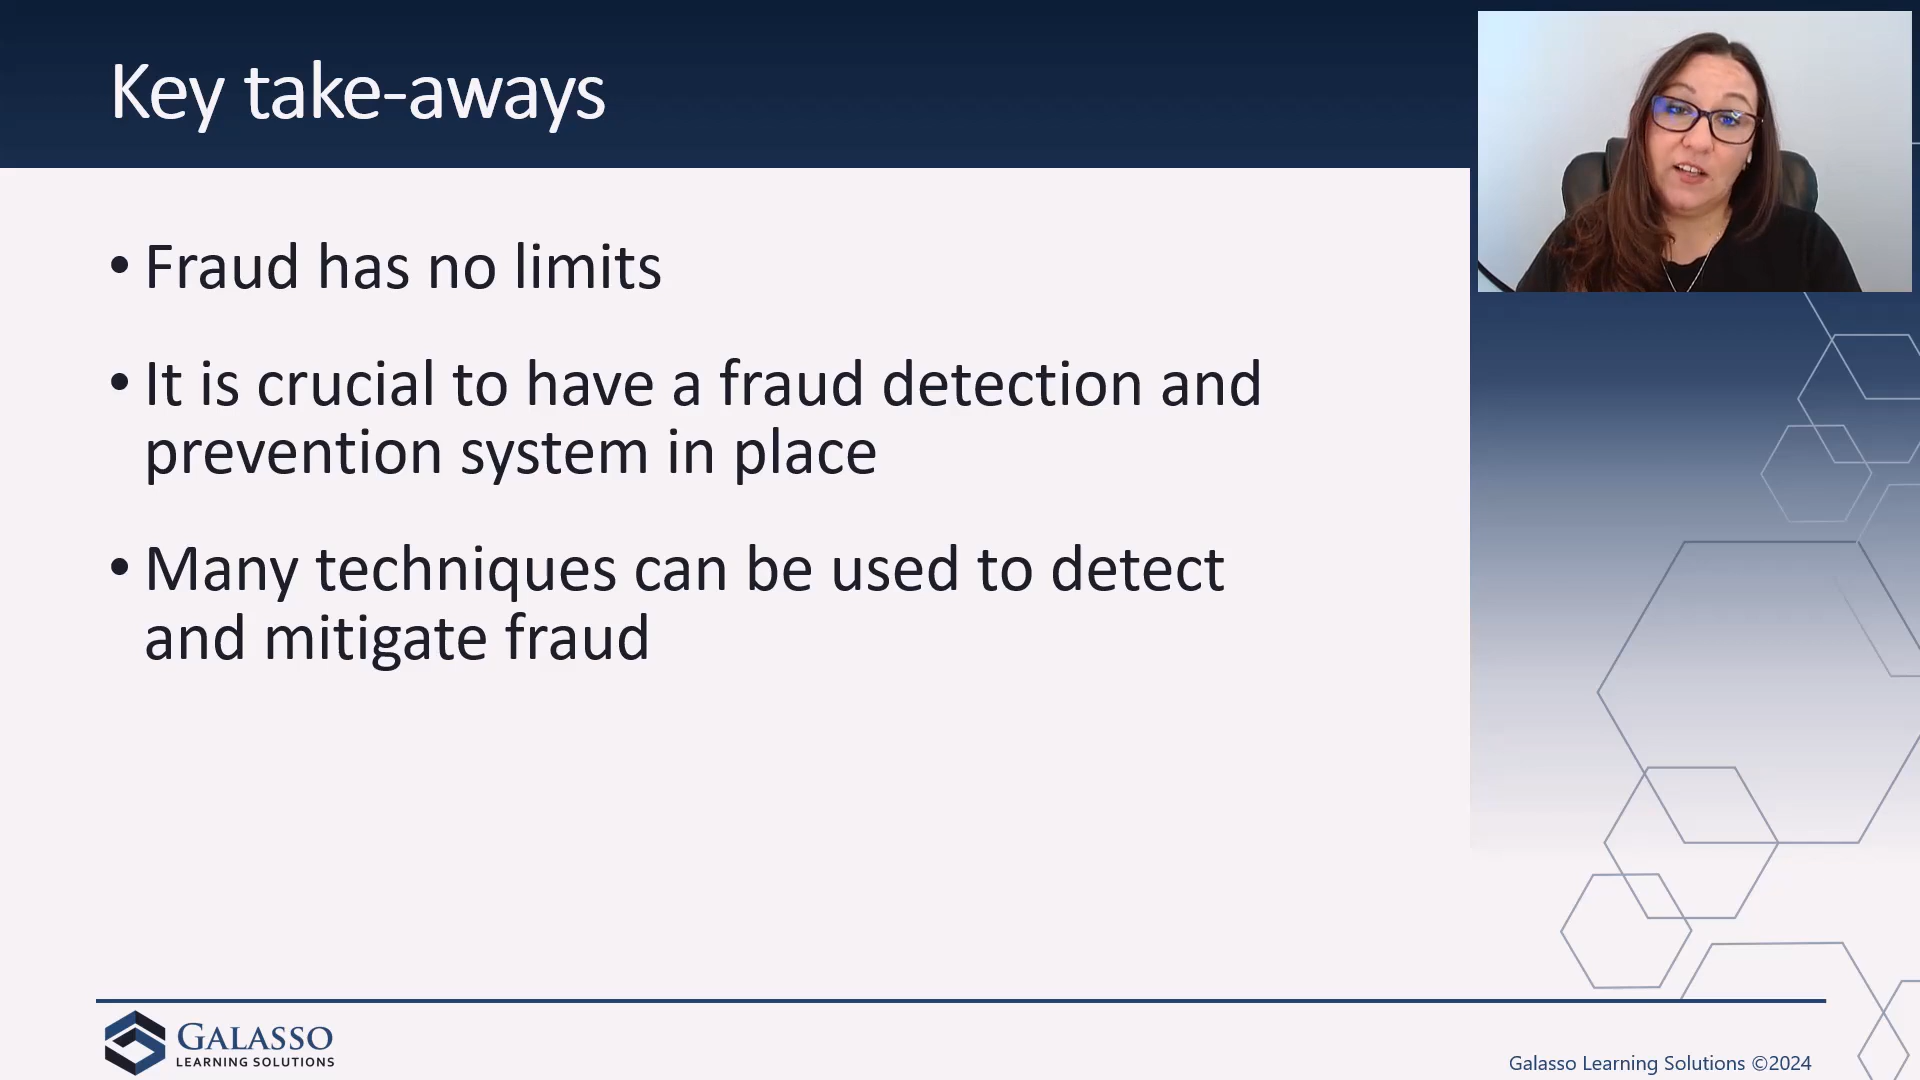 Key take-aways
• Fraud has no limits
• It is crucial to have a fraud detection and
prevention system in place
• Many techniques can be used to detect
and mitigate fraud
GALASSO
LEARNING SOLUTIONS
Galasso Learning Solutions ©2024